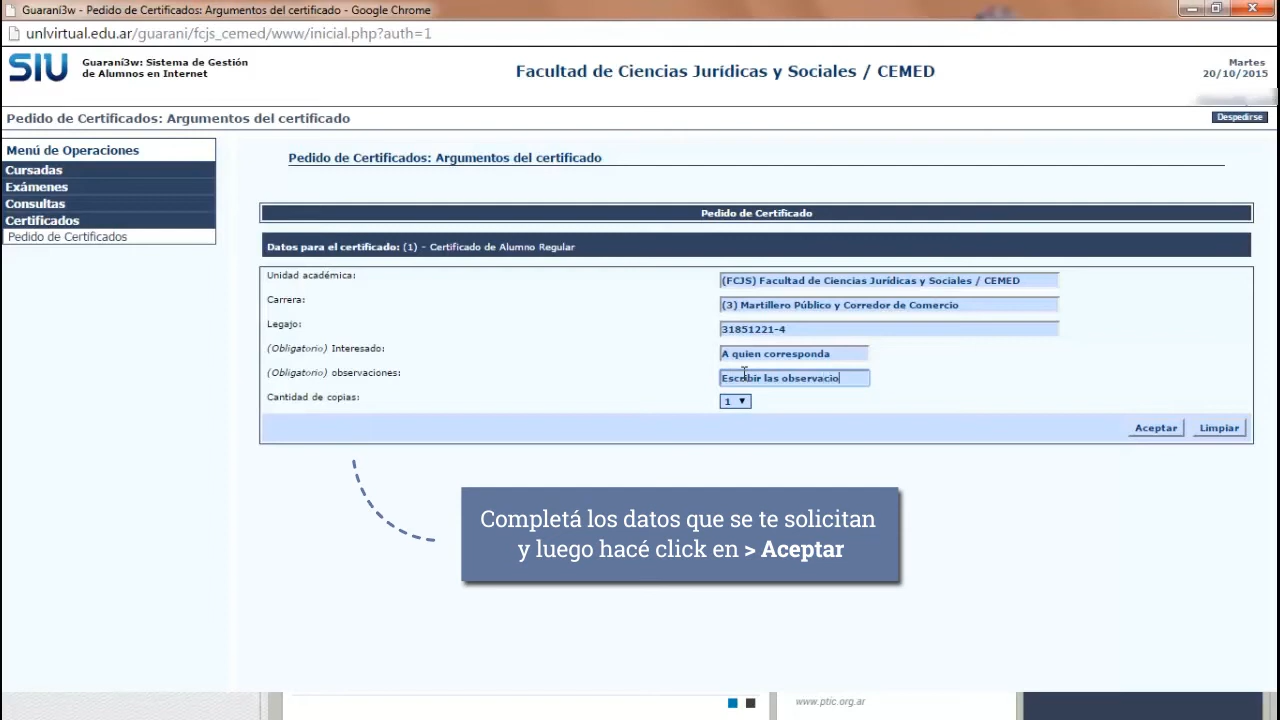 Guaraní3w - Pedido de Certificados: Argumentos del certificado - Google Chrome
unlvirtual.edu.ar/guarani/fcjs_cemed/www/inicial.php?auth=1
SIU
Guaraní3w: Sistema de Gestión
de Alumnos en Internet
Facultad de Ciencias Jurídicas y Sociales / CEMED
Martes
20/10/2015
Pedido de Certificados: Argumentos del certificado
Despedirse
Menú de Operaciones
Cursadas
Exámenes
Consultas
Certificados
Pedido de Certificados
Pedido de Certificados: Argumentos del certificado
Pedido de Certificado
Datos para el certificado: (1) - Certificado de Alumno Regular
Unidad académica:
(FCJS) Facultad de Ciencias Jurídicas y Sociales / CEMED
Carrera:
(3) Martillero Público y Corredor de Comercio
Legajo:
31851221-4
(Obligatorio) Interesado:
A quien corresponda
(Obligatorio) observaciones:
Escribir las observacio
Cantidad de copias:
1
Aceptar
Limpiar
Completá los datos que se te solicitan
y luego hacé click en > Aceptar
www.ptic.org.ar